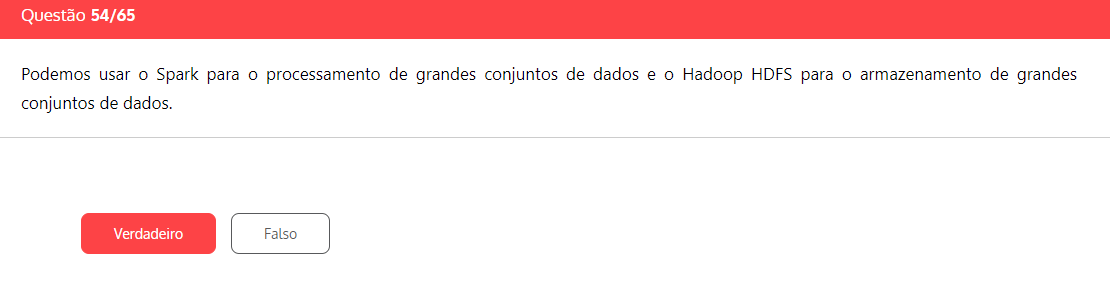 Questão 54/65
Podemos usar o Spark para o processamento de grandes conjuntos de dados e o Hadoop HDFS para o armazenamento de grandes
conjuntos de dados.
Verdadeiro
Falso